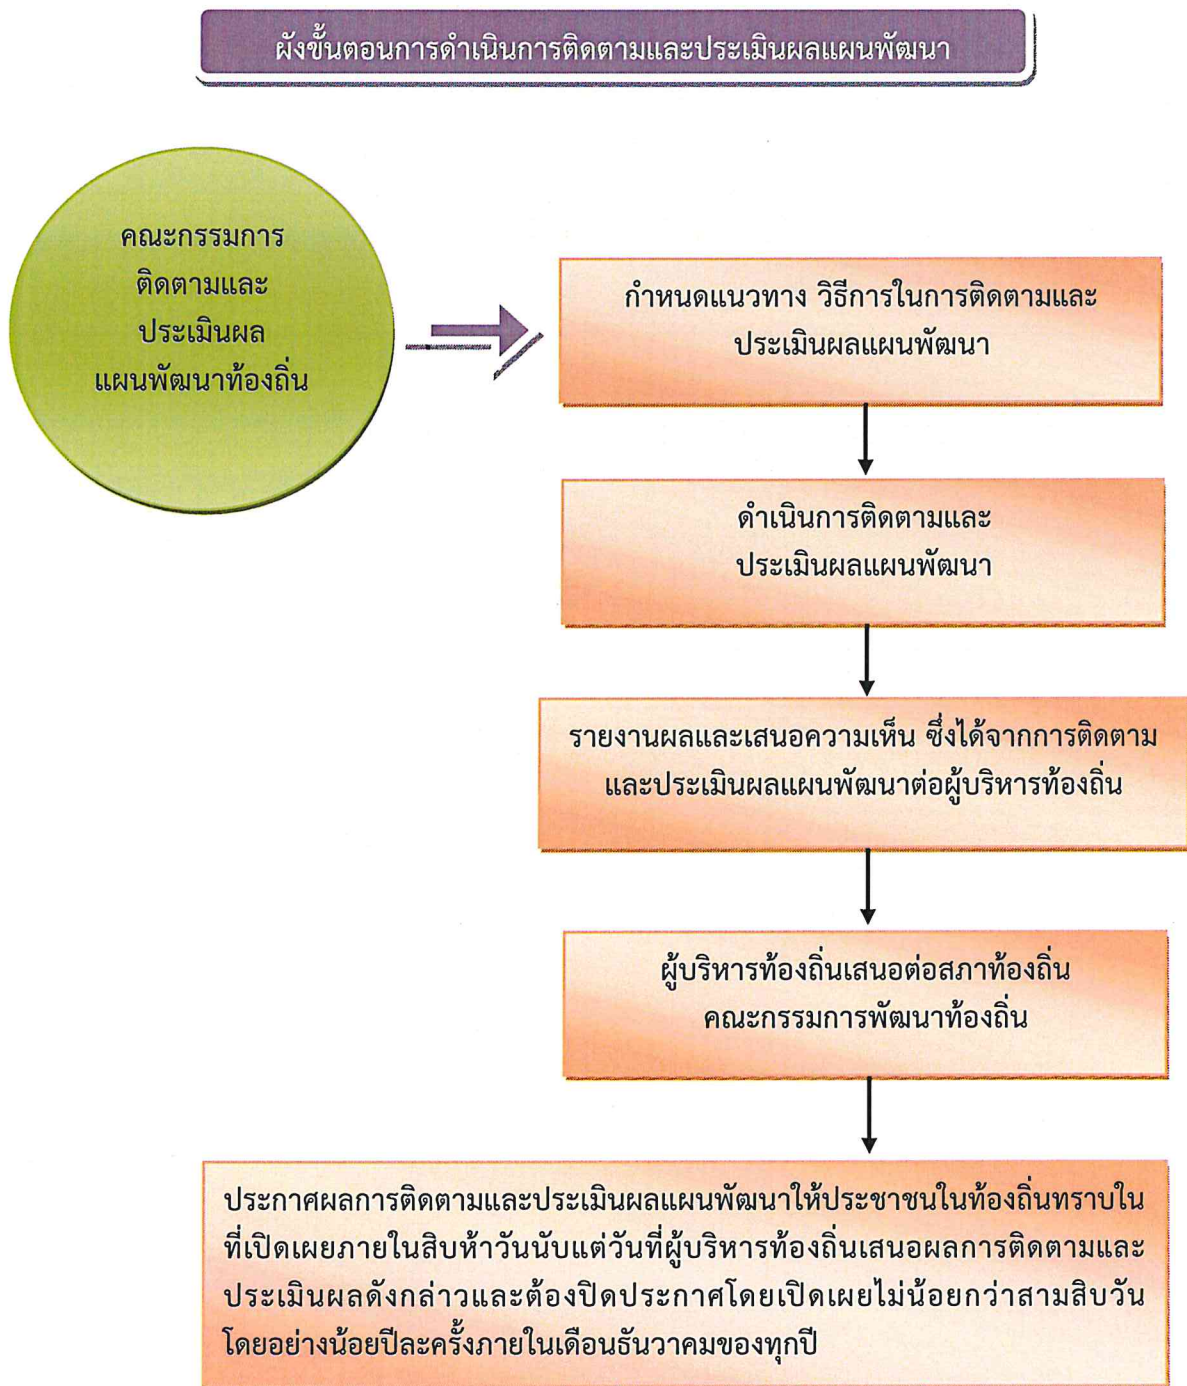 ผังขั้นตอนการดำเนินการติดตามและประเมินผลแผนพัฒนา
คณะกรรมการ
ติดตามและ
ประเมินผล
แผนพัฒนาท้องถิ่น
กำหนดแนวทาง วิธีการในการติดตามและ
ประเมินผลแผนพัฒนา
ดำเนินการติดตามและ
ประเมินผลแผนพัฒนา
รายงานผลและเสนอความเห็น ซึ่งได้จากการติดตาม
และประเมินผลแผนพัฒนาต่อผู้บริหารท้องถิ่น
ผู้บริหารท้องถิ่นเสนอต่อสภาท้องถิ่น
คณะกรรมการพัฒนาท้องถิ่น
ประกาศผลการติดตามและประเมินผลแผนพัฒนาให้ประชาชนในท้องถิ่นทราบใน
ที่เปิดเผยภายในสิบห้าวันนับแต่วันที่ผู้บริหารท้องถิ่นเสนอผลการติดตามและ
ประเมินผลดังกล่าวและต้องปิดประกาศโดยเปิดเผยไม่น้อยกว่าสามสิบวัน
โดยอย่างน้อยปีละครั้งภายในเดือนธันวาคมของทุกปี